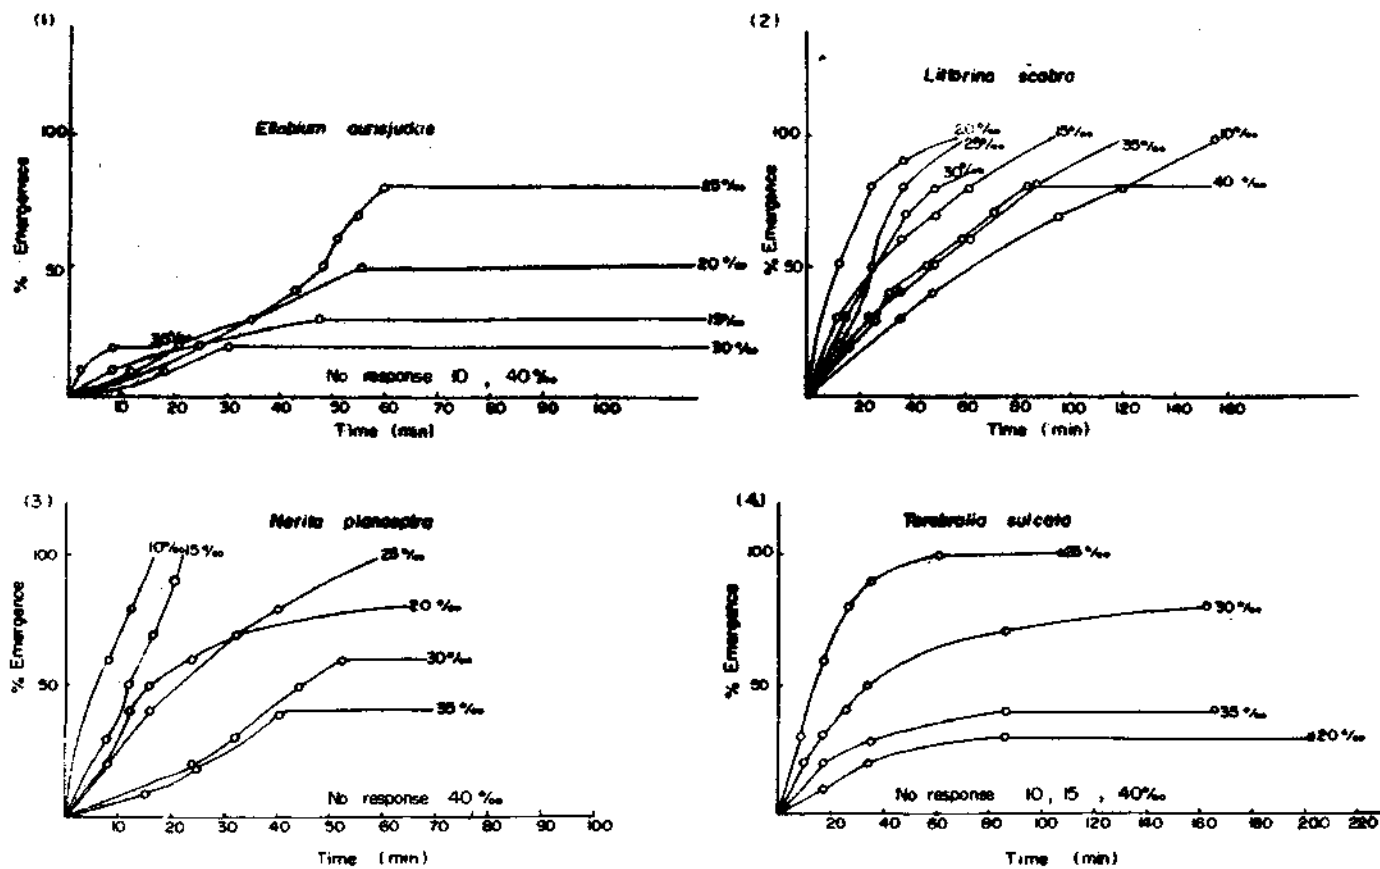 (1)
Ellobium aurisjudae
% Emergence
100
50
25‰
20‰
15‰
30‰
No response 10 , 40‰
10 20 30 40 50 60 70 80 90 100
Time (min)
(2)
Littorina scabra
% Emergence
100
50
20‰
25‰
30‰
15‰
35‰
10‰
40 ‰
20 40 60 80 100 120 140 160
Time (min)
(3)
Nerita planospira
% Emergence
100
50
10‰
15‰
25‰
20‰
30‰
35‰
No response 40‰
10 20 30 40 50 60 70 80 90 100
Time (min)
(4)
Terebralia sulcata
% Emergence
100
50
30‰
35‰
20‰
No response 10 , 15 , 40‰
20 40 60 80 100 120 140 160 180 200 220
Time (min)